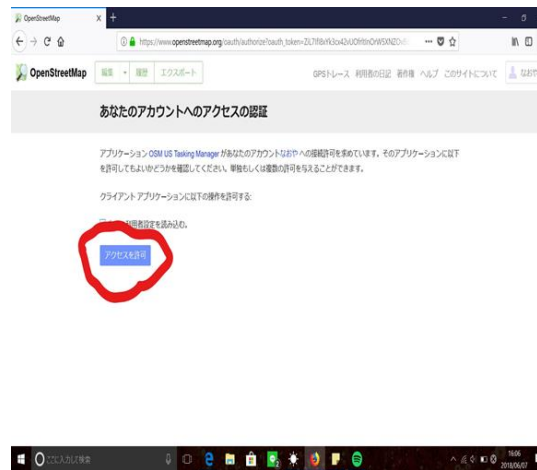 OpenStreetMap
https://www.openstreetmap.org/oauth/authorize?oauth_token=
OpenStreetMap
編集 履歴 エクスポート
GPSトレース 利用者の日記 著作権 ヘルプ このサイトについて なおや
あなたのアカウントへのアクセスの認証
アプリケーション OSM US Tasking Manager があなたのアカウントなおや への接続許可を求めています。そのアプリケーションに以下
を許可してもよいかどうかを確認してください。単独もしくは複数の許可を与えることができます。
クライアント アプリケーションに以下の操作を許可する:
利用者設定を読み込む。
アクセスを許可
ここに入力して検索
16:06
2018/06/07